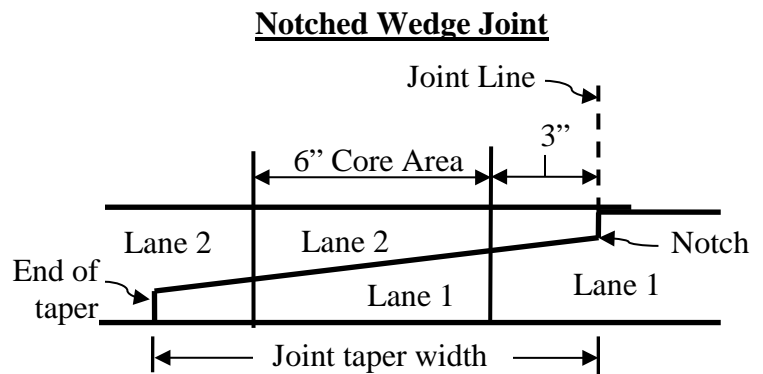 Notched Wedge Joint
Joint Line
3”
6” Core Area
Lane 2
Lane 2
Notch
End of
taper
Lane 1
Lane 1
Joint taper width